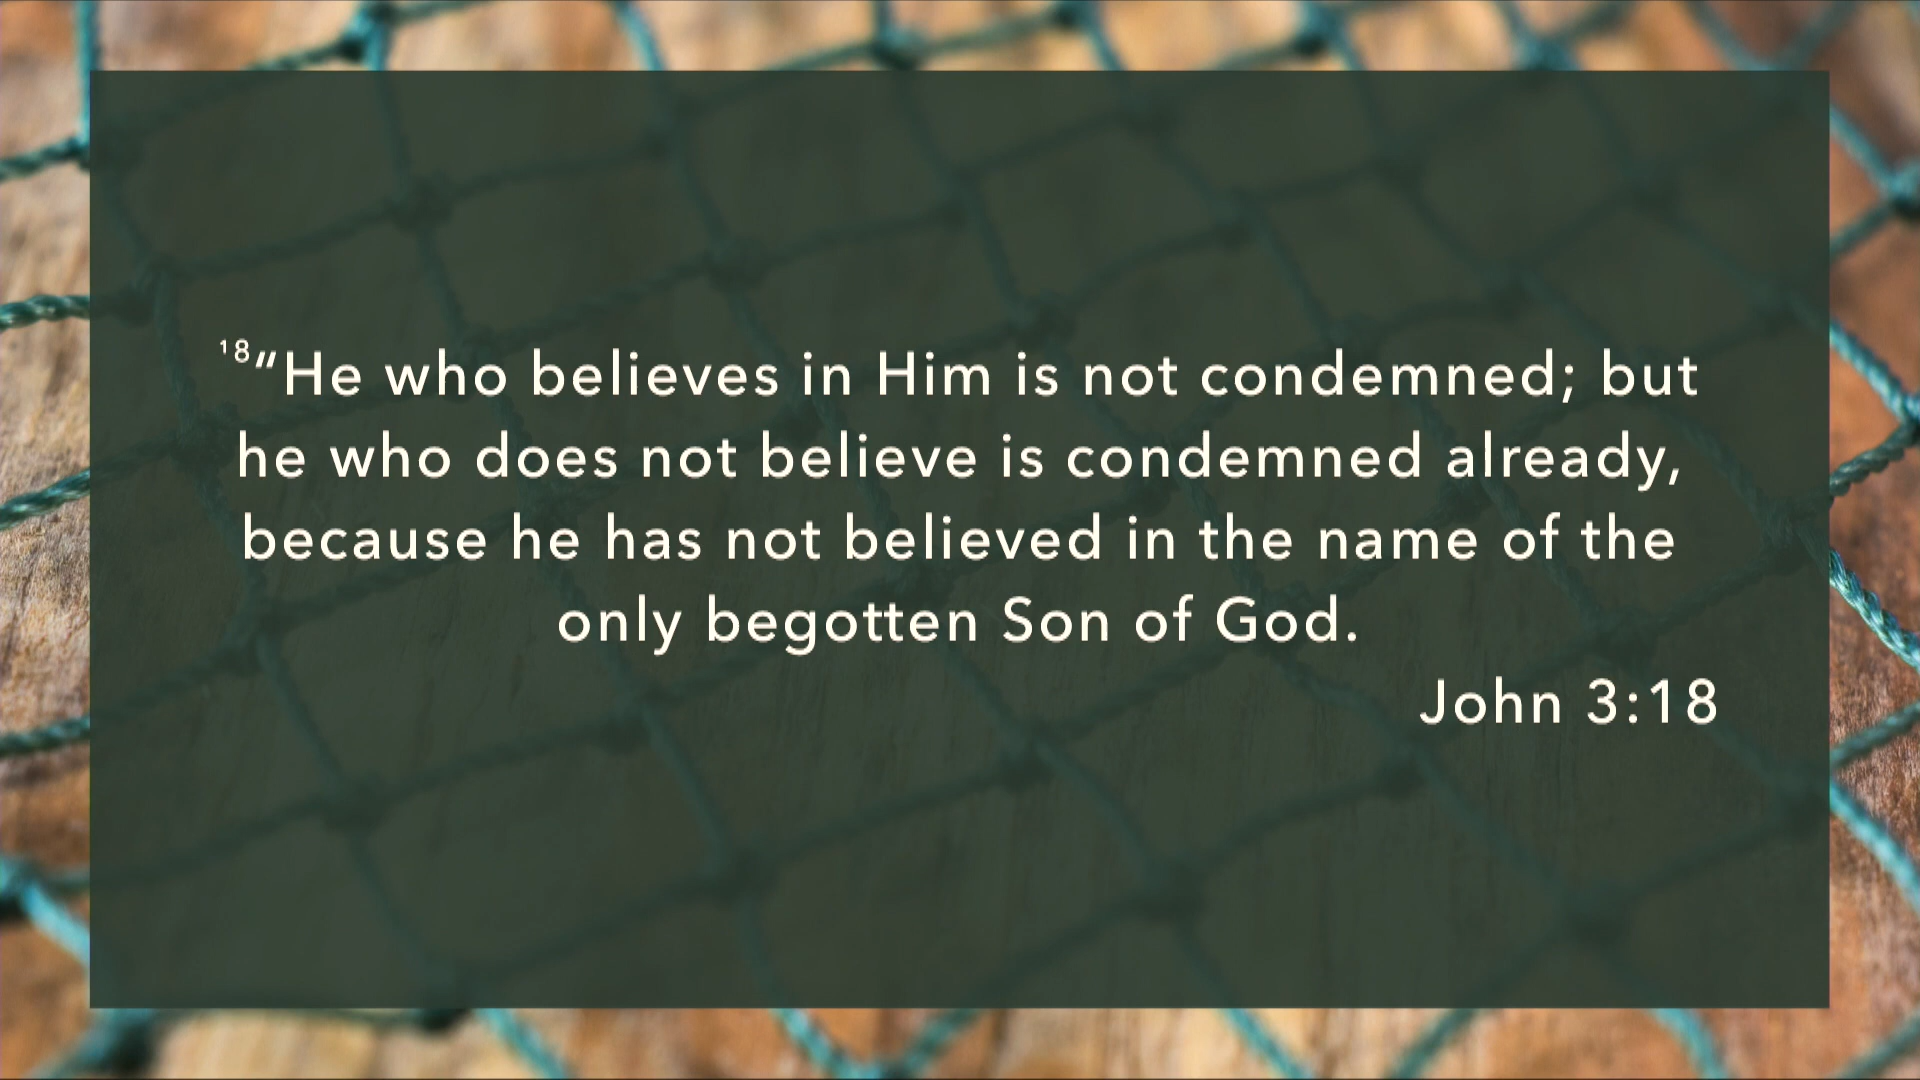 ¹⁸“He who believes in Him is not condemned; but
he who does not believe is condemned already,
because he has not believed in the name of the
only begotten Son of God.
John 3:18